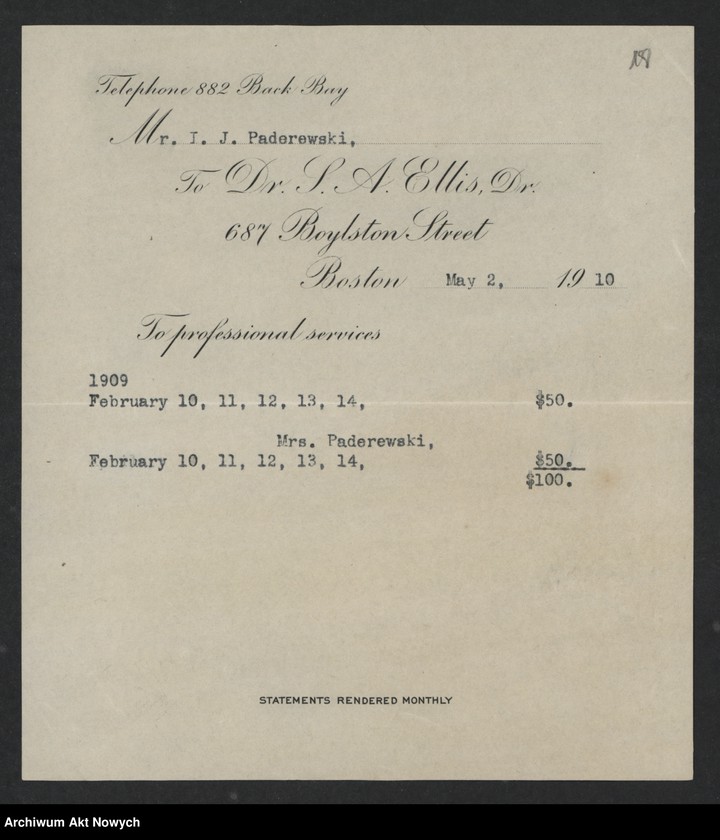 Telephone 882 Back Bay
Mr. I. J. Paderewski,
To Dr. S. A. Ellis, Dr.
687 Boylston Street
Boston May 2, 1910
To professional services
1909
February 10, 11, 12, 13, 14, $50.
Mrs. Paderewski,
February 10, 11, 12, 13, 14, $50.
$100.
STATEMENTS RENDERED MONTHLY
Archiwum Akt Nowych